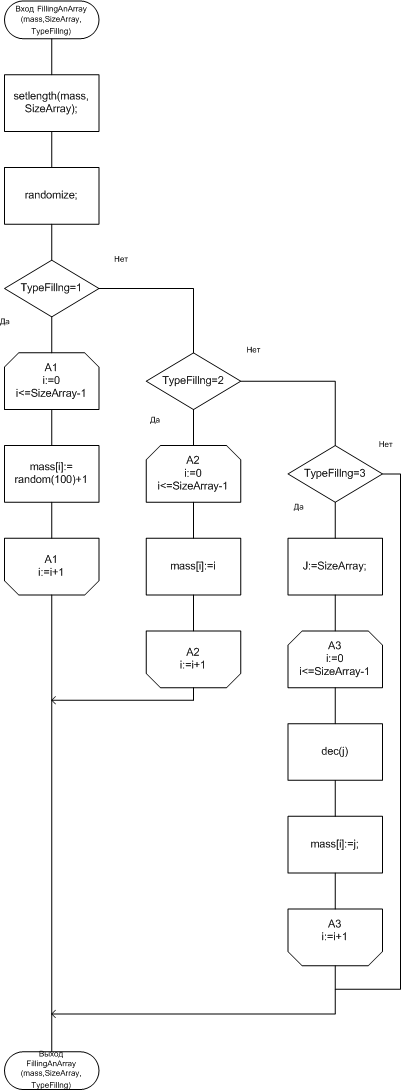 Вход FillingAnArray
(mass,SizeArray,
TypeFillng)
setlength(mass,
SizeArray);
randomize;
TypeFillng=1
Нет
Да
A1
i:=0
i<=SizeArray-1
mass[i]:=
random(100)+1
A1
i:=i+1
TypeFillng=2
Нет
Да
A2
i:=0
i<=SizeArray-1
mass[i]:=i
A2
i:=i+1
TypeFillng=3
Нет
Да
J:=SizeArray;
A3
i:=0
i<=SizeArray-1
dec(j)
mass[i]:=j;
A3
i:=i+1
Выход
FillingAnArray
(mass,SizeArray,
TypeFillng)